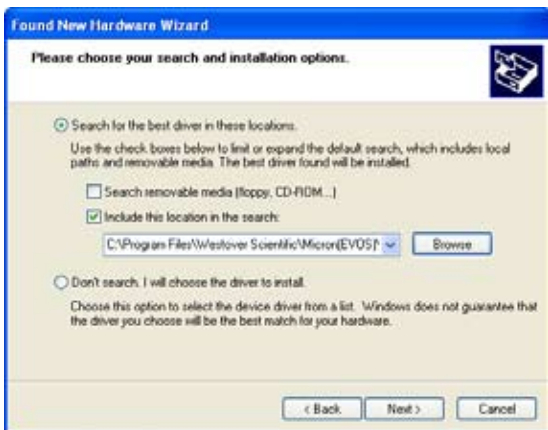 Found New Hardware Wizard
Please choose your search and installation options.
Search for the best driver in these locations.
Use the check boxes below to limit or expand the default search, which includes local
paths and removable media. The best driver found will be installed.
Search removable media (floppy, CD-ROM...)
Include this location in the search:
C:\Program Files\Westover Scientific\Micron(EVOS)\
Browse
Don't search. I will choose the driver to install.
Choose this option to select the device driver from a list. Windows does not guarantee that
the driver you choose will be the best match for your hardware.
< Back
Next >
Cancel